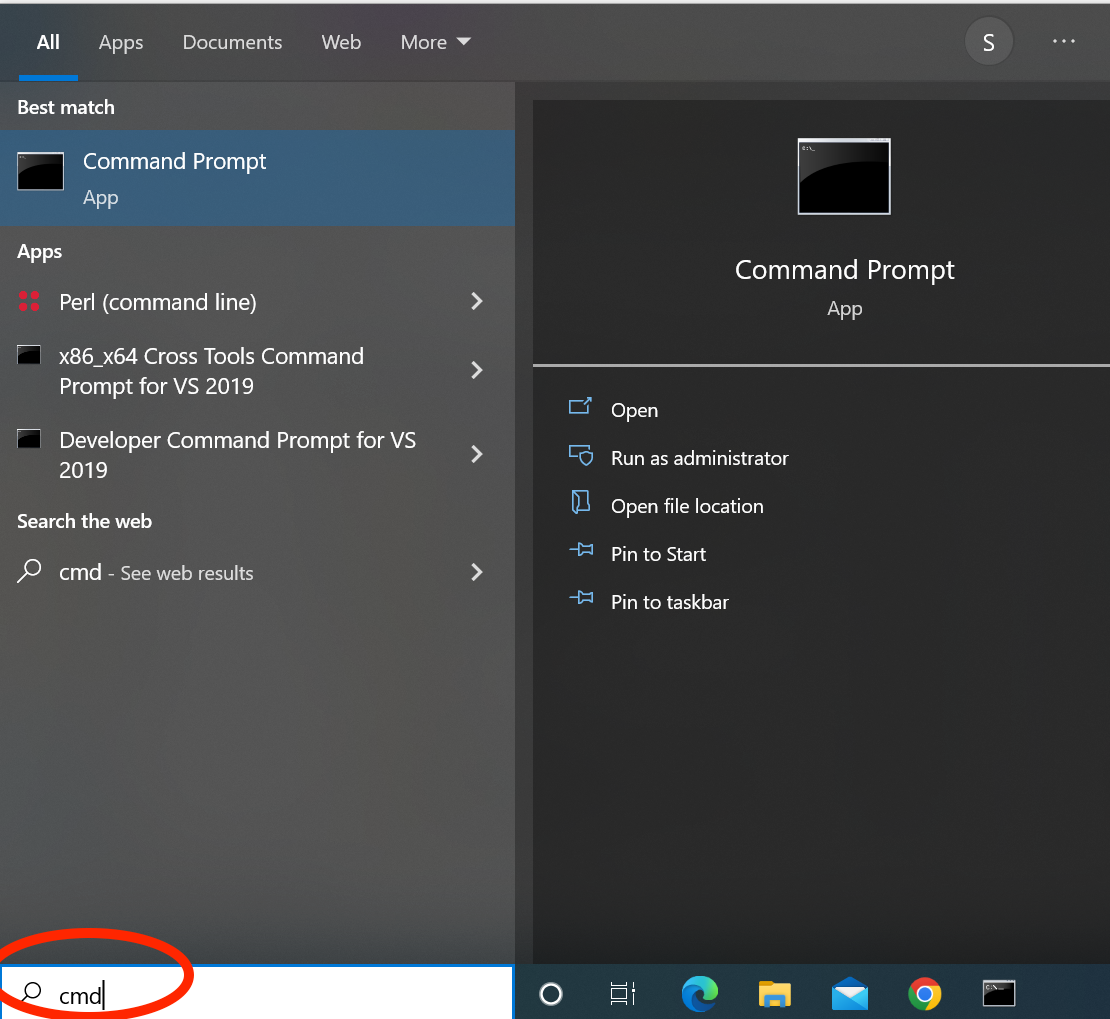 All Apps Documents Web More S ...
Best match
Command Prompt
App
Apps
Perl (command line)
x86_x64 Cross Tools Command
Prompt for VS 2019
Developer Command Prompt for VS
2019
Search the web
cmd - See web results
C:\_
Command Prompt
App
Open
Run as administrator
Open file location
Pin to Start
Pin to taskbar
cmd